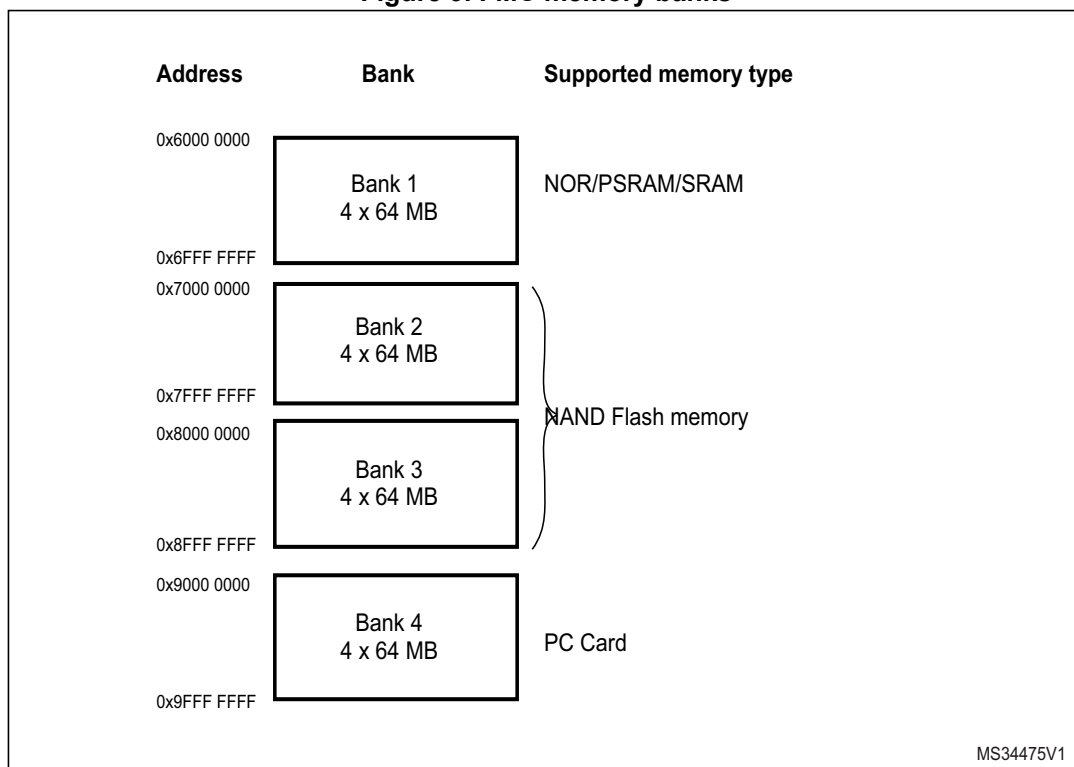 Address Bank Supported memory type
0x6000 0000
Bank 1
4 x 64 MB
NOR/PSRAM/SRAM
0x6FFF FFFF
0x7000 0000
Bank 2
4 x 64 MB
0x7FFF FFFF
NAND Flash memory
0x8000 0000
Bank 3
4 x 64 MB
0x8FFF FFFF
0x9000 0000
Bank 4
4 x 64 MB
PC Card
0x9FFF FFFF
MS34475V1